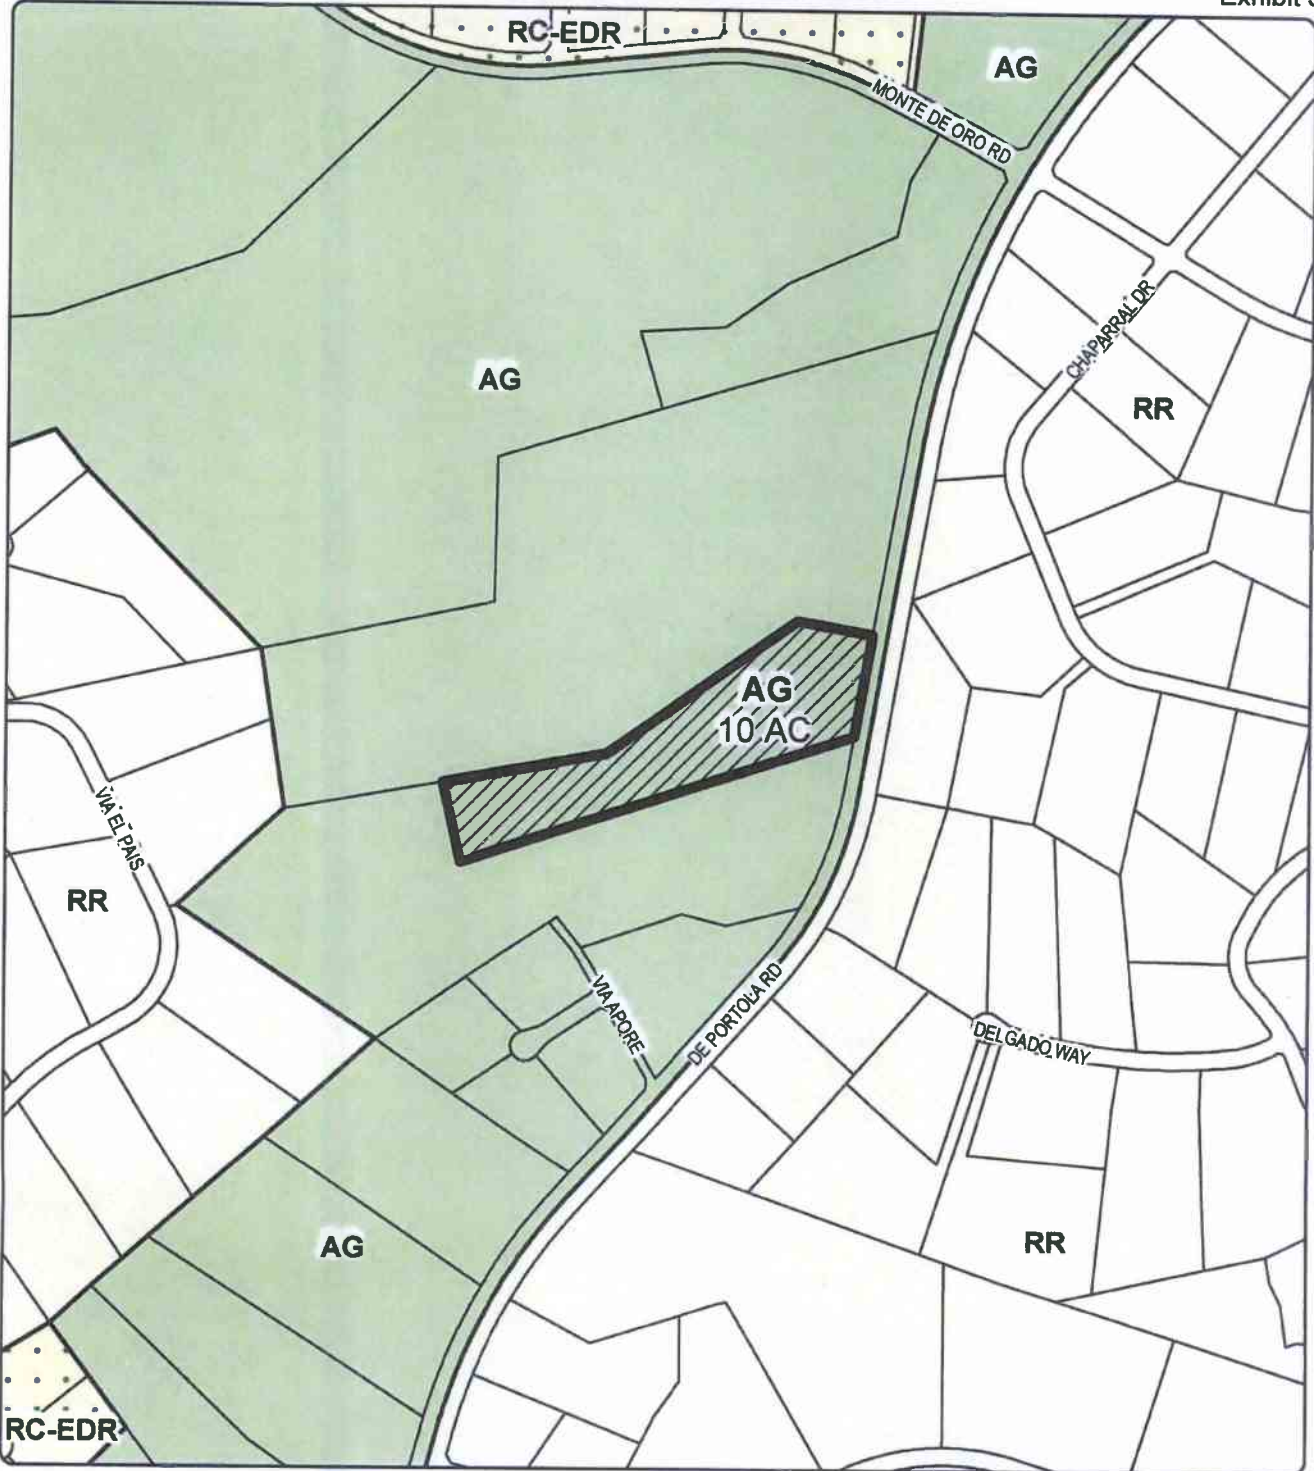 Exhibit
RC-EDR
AG
MONTE DE ORO RD
CHAPARRAL DR
AG
RR
AG
10 AC
VIA EL PAIS
RR
VIA APORE
DE PORTOLA RD
DELGADO WAY
AG
RR
RC-EDR